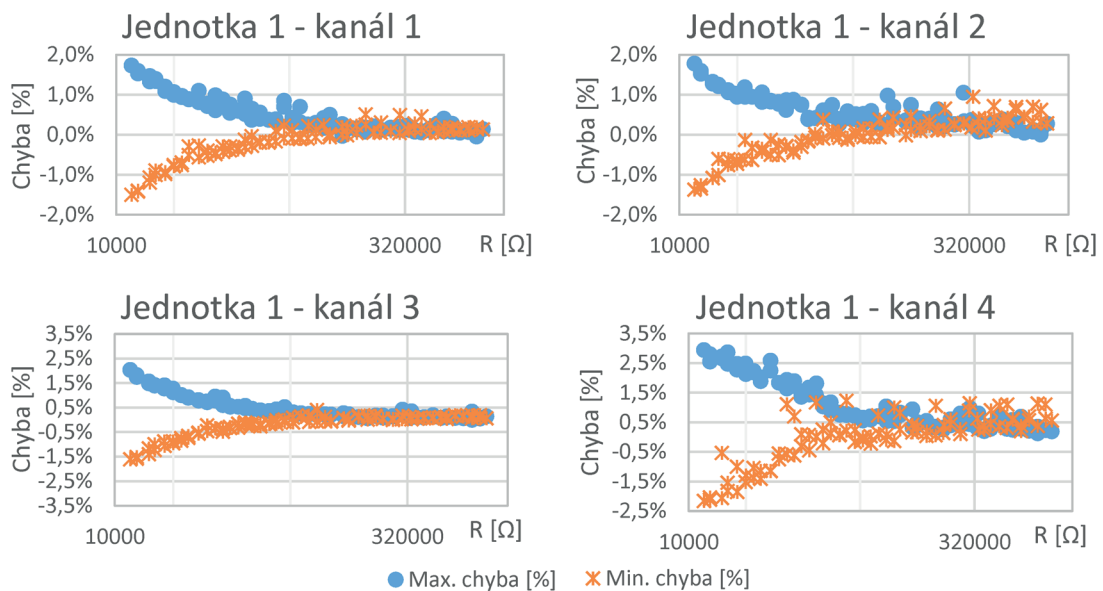 Jednotka 1 - kanál 1
2,0%
1,0%
0,0%
-1,0%
-2,0%
Chyba [%]
10000
320000
R [Ω]
Jednotka 1 - kanál 2
2,0%
1,0%
0,0%
-1,0%
-2,0%
Chyba [%]
10000
320000
R [Ω]
Jednotka 1 - kanál 3
3,5%
2,5%
1,5%
0,5%
-0,5%
-1,5%
-2,5%
-3,5%
Chyba [%]
10000
320000
R [Ω]
Jednotka 1 - kanál 4
3,5%
2,5%
1,5%
0,5%
-0,5%
-1,5%
-2,5%
Chyba [%]
10000
320000
R [Ω]
Max. chyba [%] Min. chyba [%]